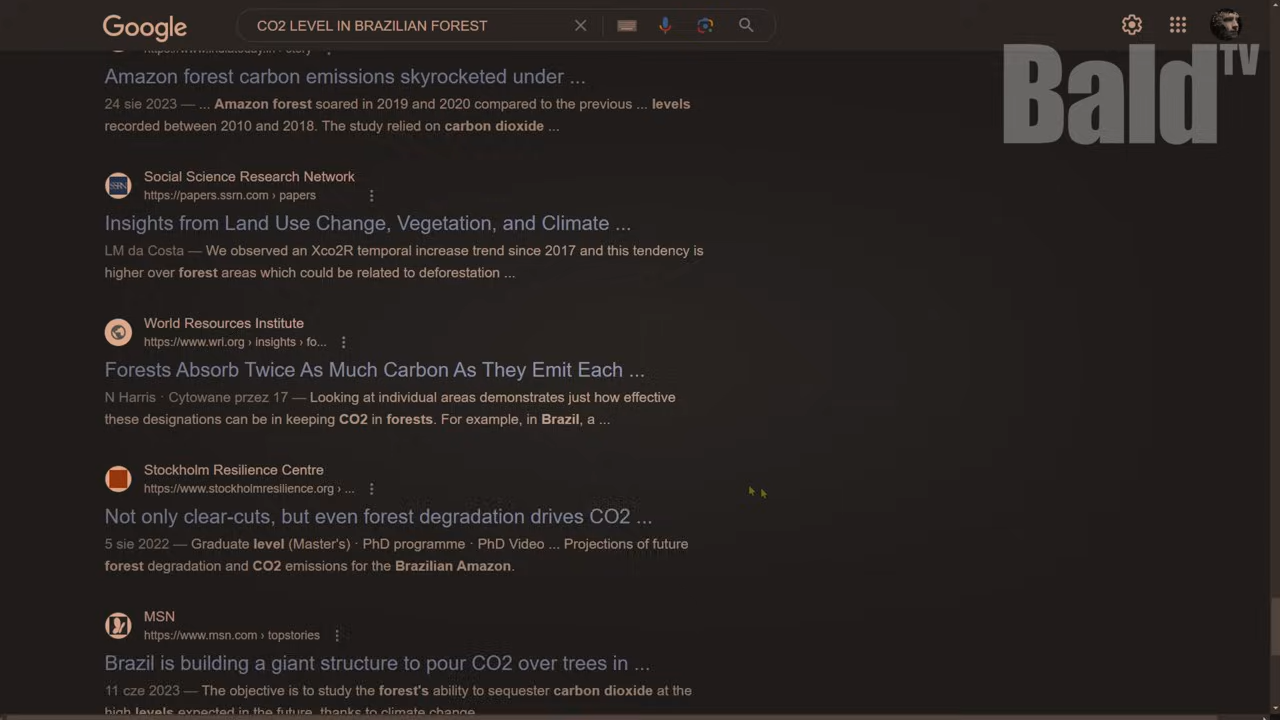 Google
CO2 LEVEL IN BRAZILIAN FOREST
Bald TV
Amazon forest carbon emissions skyrocketed under ...
24 sie 2023 — ... Amazon forest soared in 2019 and 2020 compared to the previous ... levels
recorded between 2010 and 2018. The study relied on carbon dioxide ...
Social Science Research Network
https://papers.ssrn.com › papers
Insights from Land Use Change, Vegetation, and Climate ...
LM da Costa — We observed an Xco2R temporal increase trend since 2017 and this tendency is
higher over forest areas which could be related to deforestation ...
World Resources Institute
https://www.wri.org › insights › fo...
Forests Absorb Twice As Much Carbon As They Emit Each ...
N Harris · Cytowane przez 17 — Looking at individual areas demonstrates just how effective
these designations can be in keeping CO2 in forests. For example, in Brazil, a ...
Stockholm Resilience Centre
https://www.stockholmresilience.org › ...
Not only clear-cuts, but even forest degradation drives CO2 ...
5 sie 2022 — Graduate level (Master's) · PhD programme · PhD Video ... Projections of future
forest degradation and CO2 emissions for the Brazilian Amazon.
MSN
https://www.msn.com › topstories
Brazil is building a giant structure to pour CO2 over trees in ...
11 cze 2023 — The objective is to study the forest's ability to sequester carbon dioxide at the
high levels expected in the future, thanks to climate change.